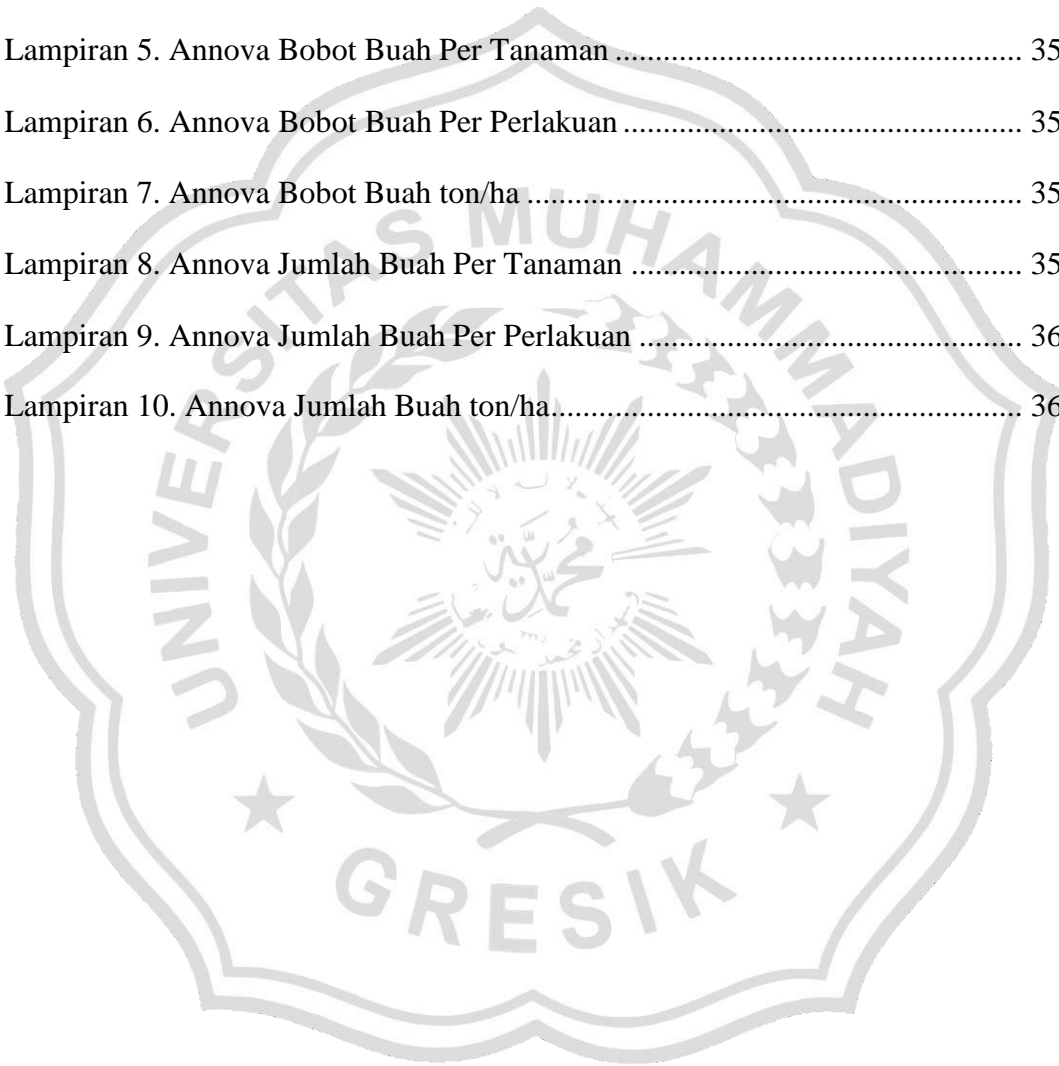 Lampiran 5. Annova Bobot Buah Per Tanaman .................................................. 35
Lampiran 6. Annova Bobot Buah Per Perlakuan .................................................. 35
Lampiran 7. Annova Bobot Buah ton/ha .............................................................. 35
Lampiran 8. Annova Jumlah Buah Per Tanaman ................................................. 35
Lampiran 9. Annova Jumlah Buah Per Perlakuan ................................................ 36
Lampiran 10. Annova Jumlah Buah ton/ha........................................................... 36
UNIVERSITAS MUHAMMADIYAH
GRESIK